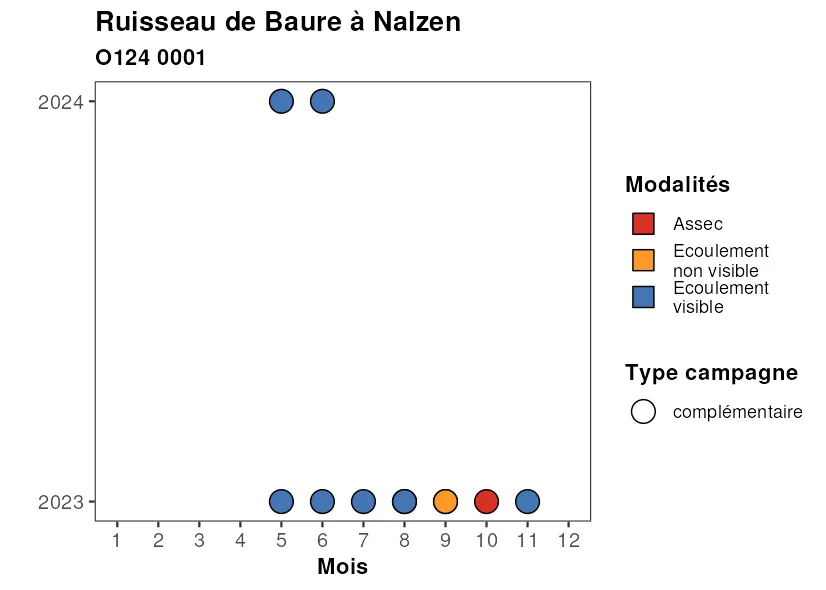 Ruisseau de Baure à Nalzen
O124 0001
2024
2023
1 2 3 4 5 6 7 8 9 10 11 12
Mois
Modalités
Assec
Ecoulement
non visible
Ecoulement
visible
Type campagne
complémentaire